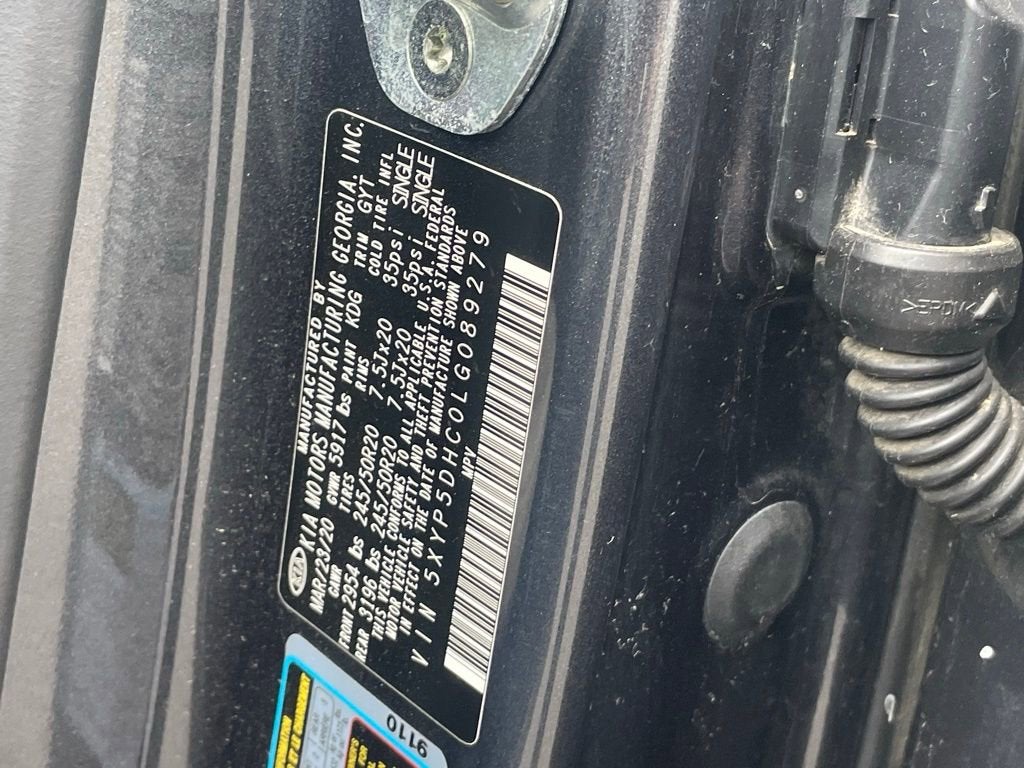 MANUFACTURED BY
KIA KIA MOTORS MANUFACTURING GEORGIA, INC.
MAR/23/20 GVWR 5917 lbs PAINT KDG TRIM GYT
GAWR TIRES RIMS COLD TIRE INFL
FRNT 2954 lbs 245/50R20 7.5Jx20 35psi SINGLE
REAR 3196 lbs 245/50R20 7.5Jx20 35psi SINGLE
THIS VEHICLE CONFORMS TO ALL APPLICABLE U.S.A. FEDERAL
MOTOR VEHICLE SAFETY AND THEFT PREVENTION STANDARDS
IN EFFECT ON THE DATE OF MANUFACTURE SHOWN ABOVE
MPV
VIN 5XYP5DHC0LG089279
9110
>EPDM<